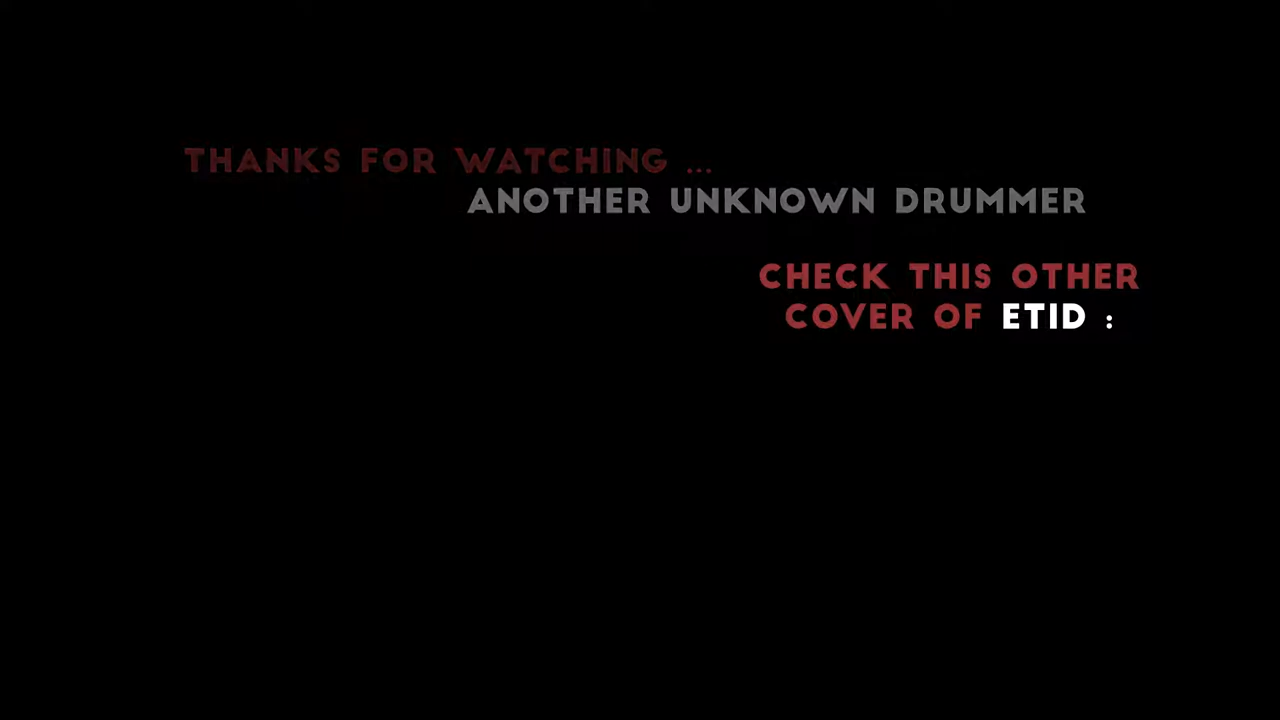 THANKS FOR WATCHING ...
ANOTHER UNKNOWN DRUMMER
CHECK THIS OTHER
COVER OF ETID :